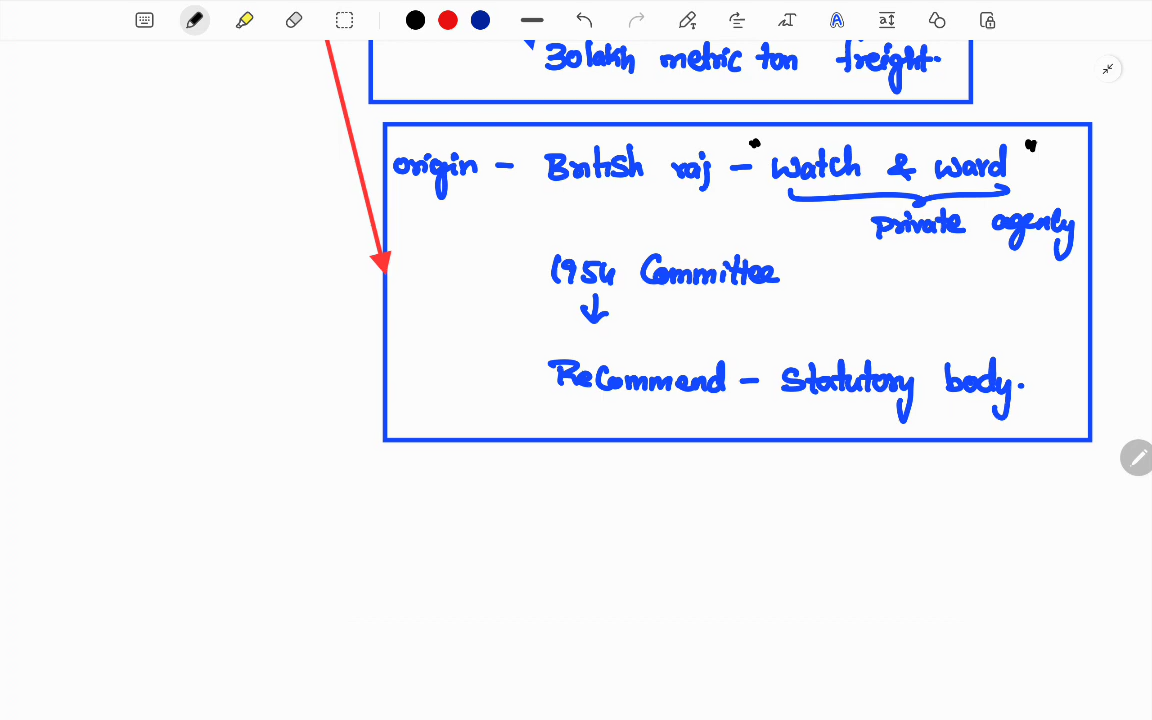 30 lakh metric ton freight.
origin - British raj - "Watch & Ward"
private agency
1954 Committee
↓
Recommend - Statutory body.